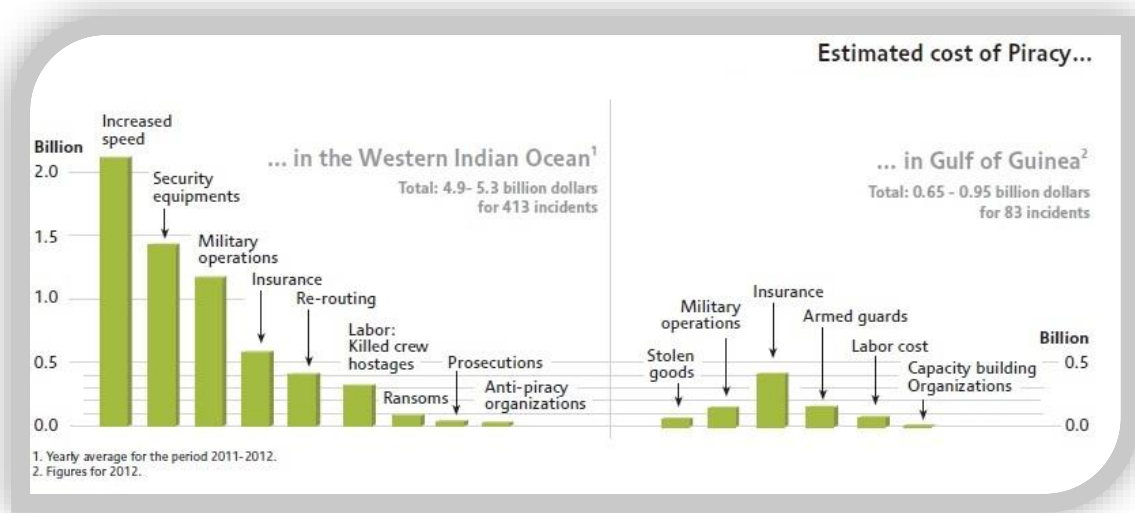 Estimated cost of Piracy...
... in the Western Indian Ocean1
Total: 4.9- 5.3 billion dollars
for 413 incidents
Billion
2.0
1.5
1.0
0.5
0.0
Increased
speed
Security
equipments
Military
operations
Insurance
Re-routing
Labor:
Killed crew
hostages
Ransoms
Prosecutions
Anti-piracy
organizations
... in Gulf of Guinea2
Total: 0.65 - 0.95 billion dollars
for 83 incidents
Stolen
goods
Military
operations
Insurance
Armed guards
Labor cost
Capacity building
Organizations
Billion
0.5
0.0
1. Yearly average for the period 2011-2012.
2. Figures for 2012.